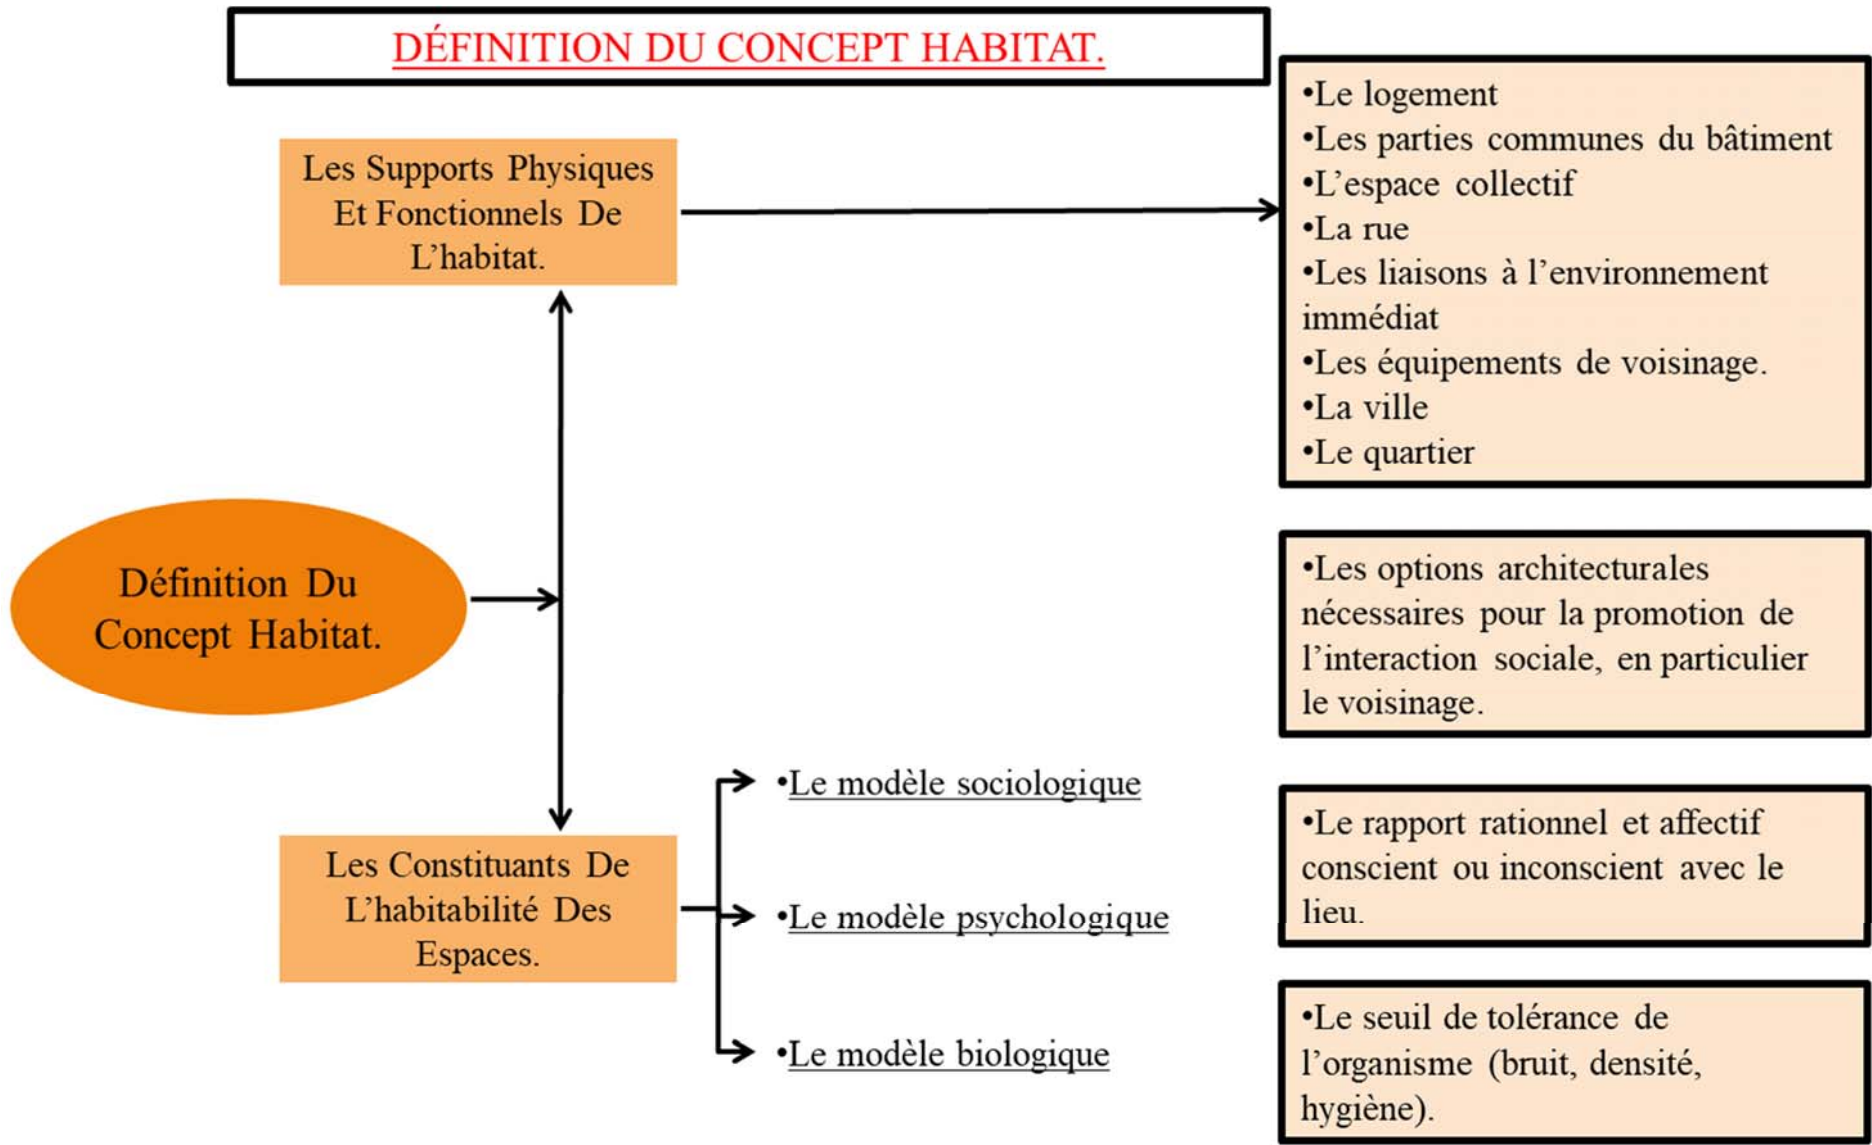 DÉFINITION DU CONCEPT HABITAT.
Les Supports Physiques
Et Fonctionnels De
L’habitat.
•Le logement
•Les parties communes du bâtiment
•L’espace collectif
•La rue
•Les liaisons à l’environnement
immédiat
•Les équipements de voisinage.
•La ville
•Le quartier
Définition Du
Concept Habitat.
Les Constituants De
L’habitabilité Des
Espaces.
•Le modèle sociologique
•Les options architecturales
nécessaires pour la promotion de
l’interaction sociale, en particulier
le voisinage.
•Le modèle psychologique
•Le rapport rationnel et affectif
conscient ou inconscient avec le
lieu.
•Le modèle biologique
•Le seuil de tolérance de
l’organisme (bruit, densité,
hygiène).